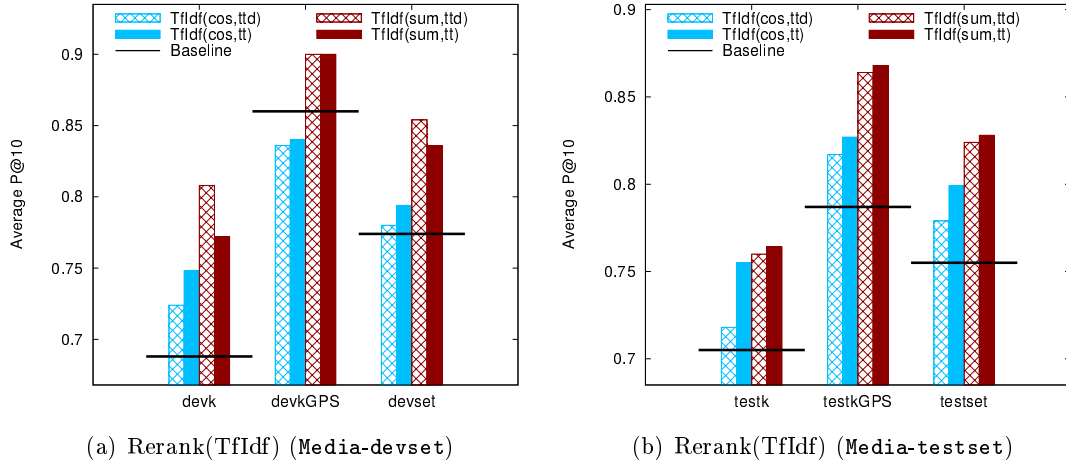 TfIdf(cos,ttd) TfIdf(sum,ttd)
TfIdf(cos,tt) TfIdf(sum,tt)
Baseline
0.9
0.85
0.8
0.75
0.7
Average P@10
devk devkGPS devset
(a) Rerank(TfIdf) (Media-devset)
0.9
TfIdf(cos,ttd) TfIdf(sum,ttd)
TfIdf(cos,tt) TfIdf(sum,tt)
Baseline
0.85
0.8
0.75
0.7
Average P@10
testk testkGPS testset
(b) Rerank(TfIdf) (Media-testset)